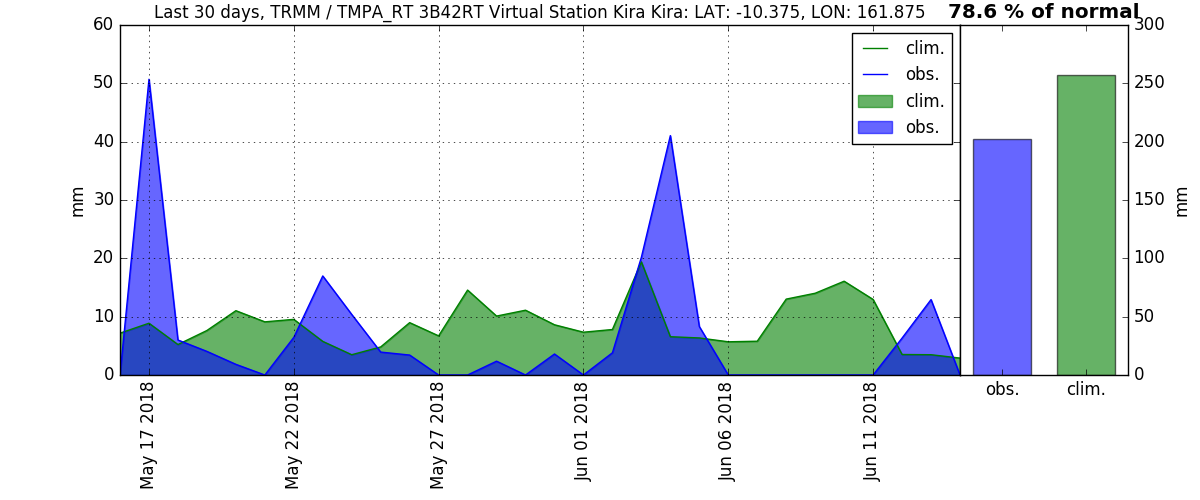 Last 30 days, TRMM / TMPA_RT 3B42RT Virtual Station Kira Kira: LAT: -10.375, LON: 161.875
78.6 % of normal
60
50
40
30
20
10
0
mm
clim.
obs.
clim.
obs.
300
250
200
150
100
50
0
mm
May 17 2018
May 22 2018
May 27 2018
Jun 01 2018
Jun 06 2018
Jun 11 2018
obs.
clim.